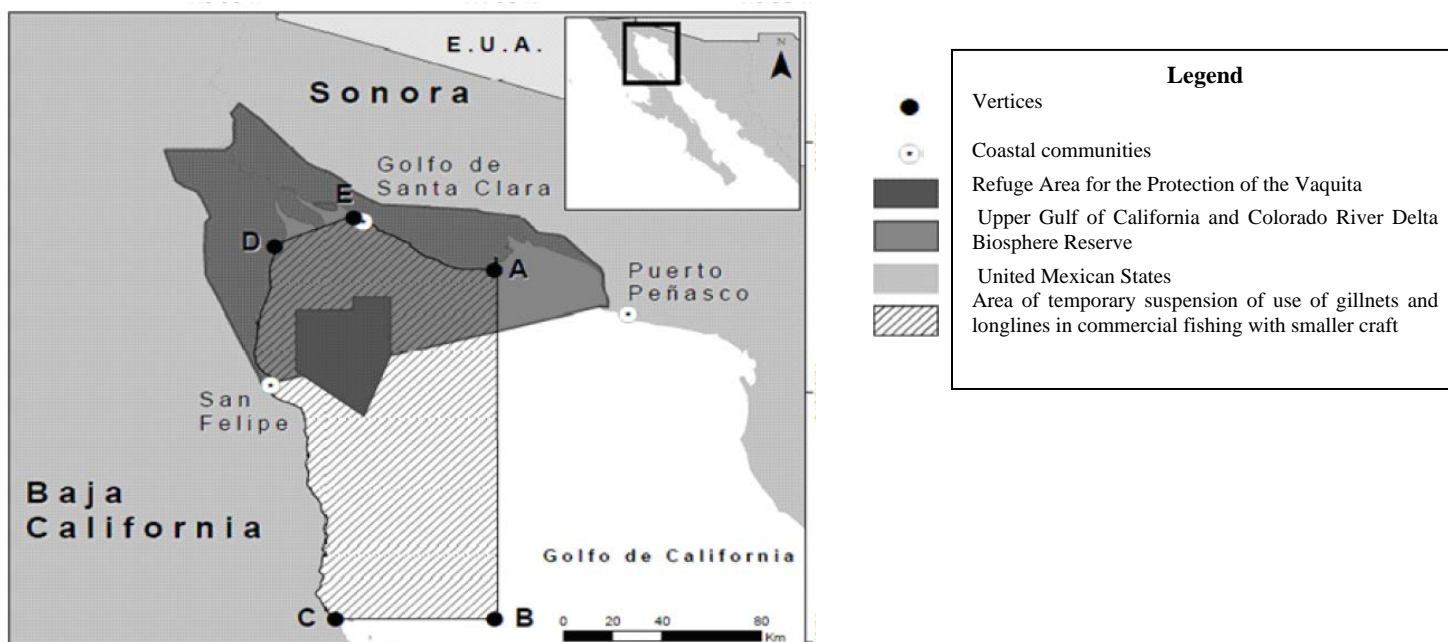 E.U.A.
Sonora
N
Golfo de
Santa Clara
E
D
A
Puerto
Peñasco
San
Felipe
Baja
California
Golfo de California
C
B
0 20 40 80
Km
Legend
Vertices
Coastal communities
Refuge Area for the Protection of the Vaquita
Upper Gulf of California and Colorado River Delta
Biosphere Reserve
United Mexican States
Area of temporary suspension of use of gillnets and
longlines in commercial fishing with smaller craft